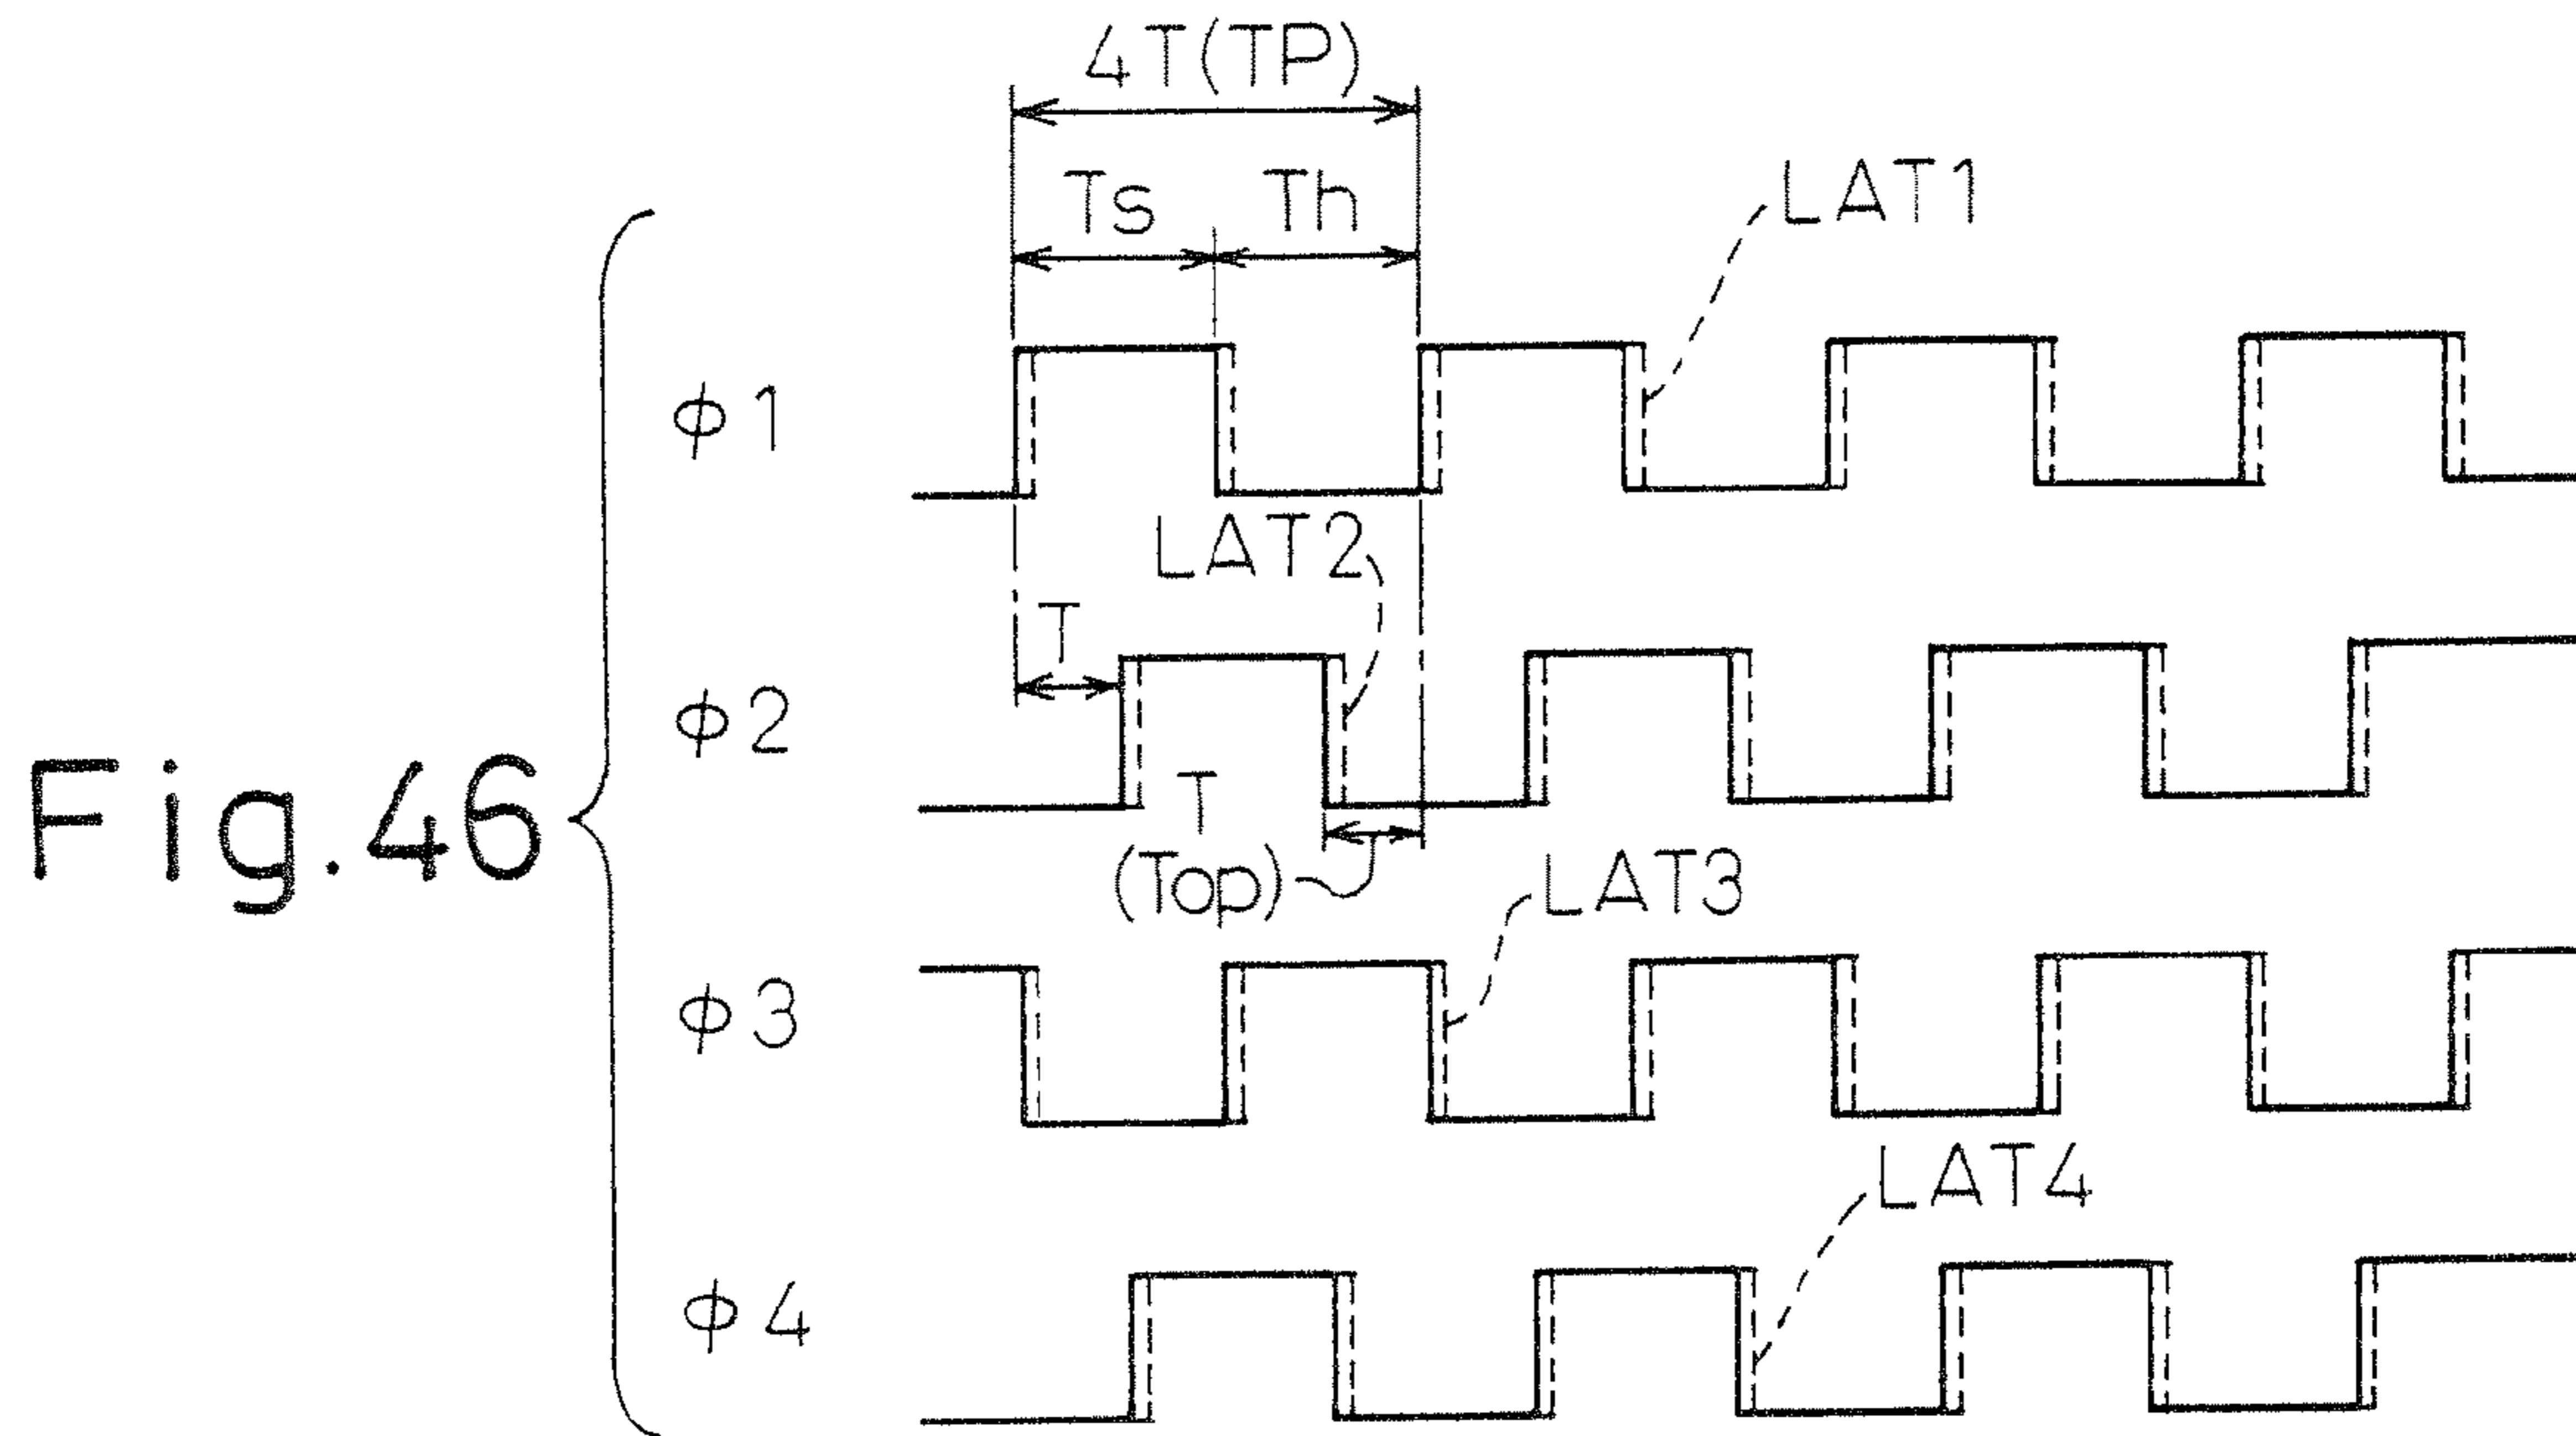 4T(TP)
Ts
Th
LAT1
ϕ1
LAT2
T
ϕ2
Fig.46
T
(Top)
LAT3
ϕ3
LAT4
ϕ4